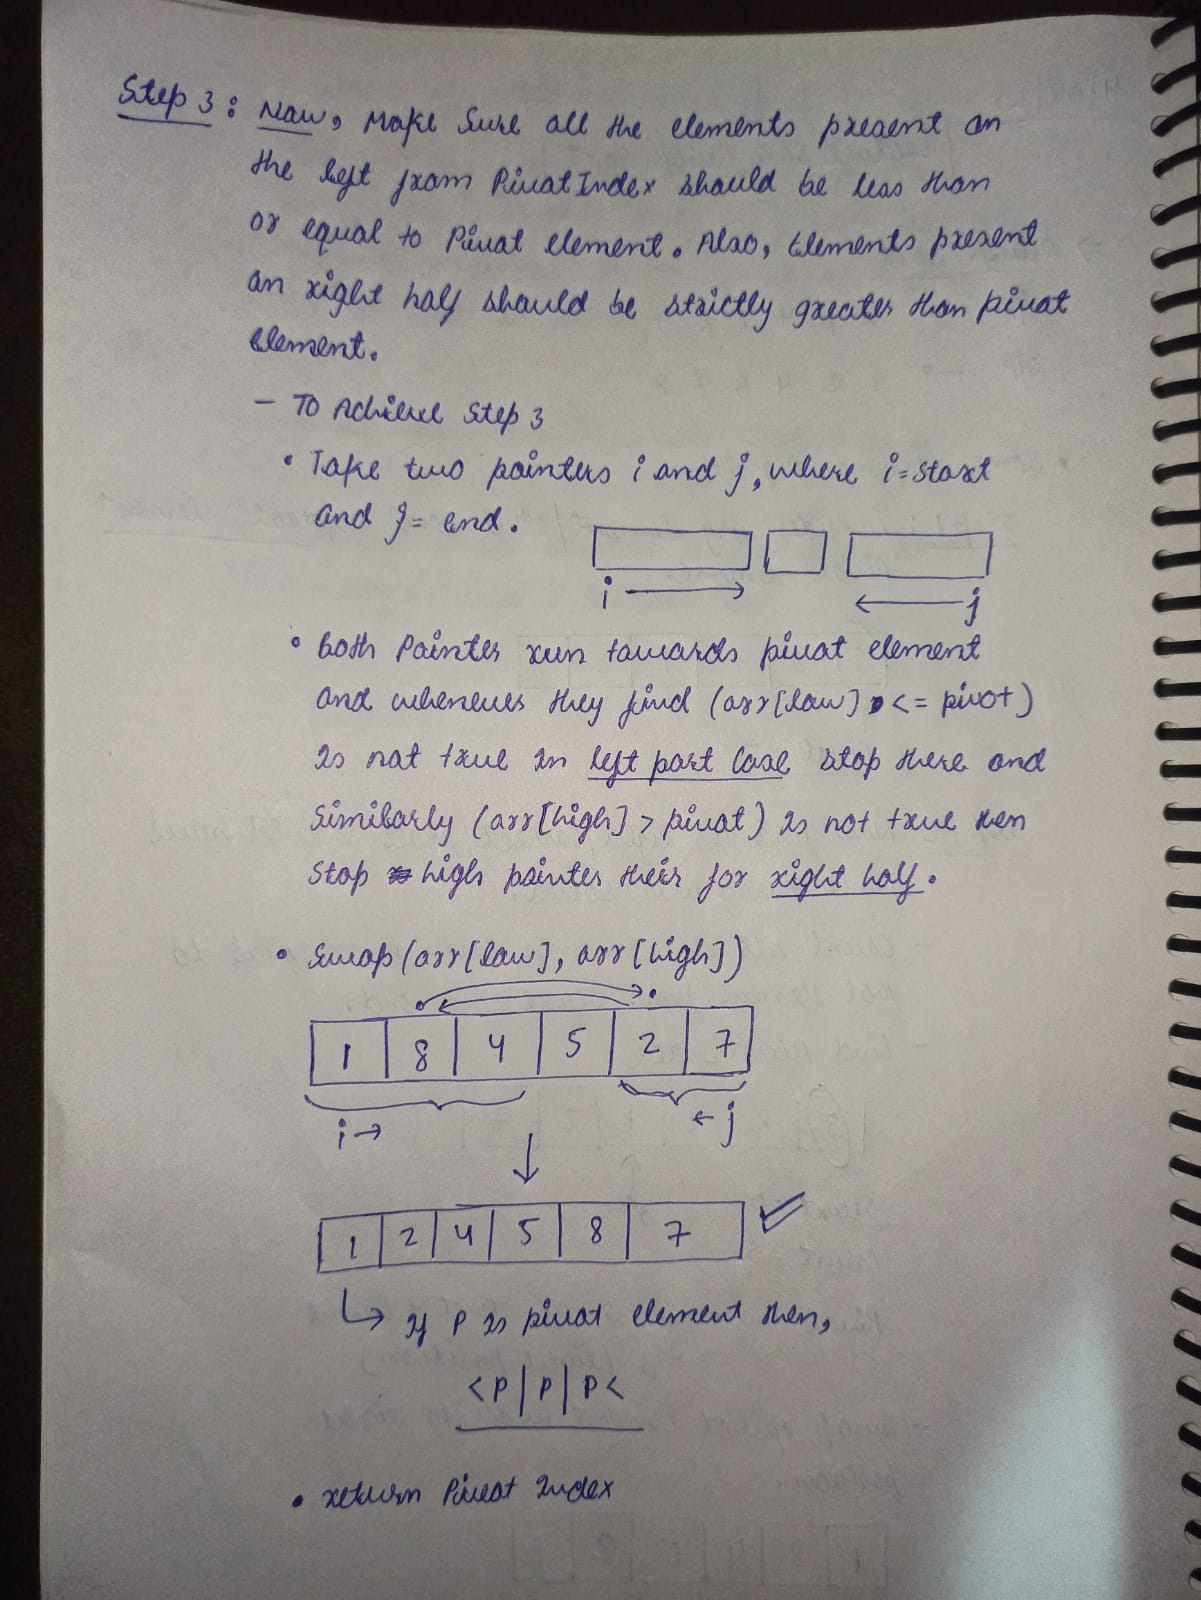 Step 3: Now, Make Sure all the elements present on
the left from Pivot Index should be less than
or equal to Pivot element. Also, Elements present
on right half should be strictly greater than pivot
element.
- To Achieve Step 3
• Take two pointers i and j, where i=start
and j= end.
i → ← j
• both Pointer run towards pivot element
and whenever they find (arr[low] <= pivot)
is not true in left part Case stop there and
Similarly (arr[high] > pivot) is not true then
Stop high pointer their for right half.
• Swap (arr[low], arr[high])
1 8 4 5 2 7
i → ← j
↓
1 2 4 5 8 7 ✓
↳ if P is pivot element then,
<P|P|P<
• return Pivot Index